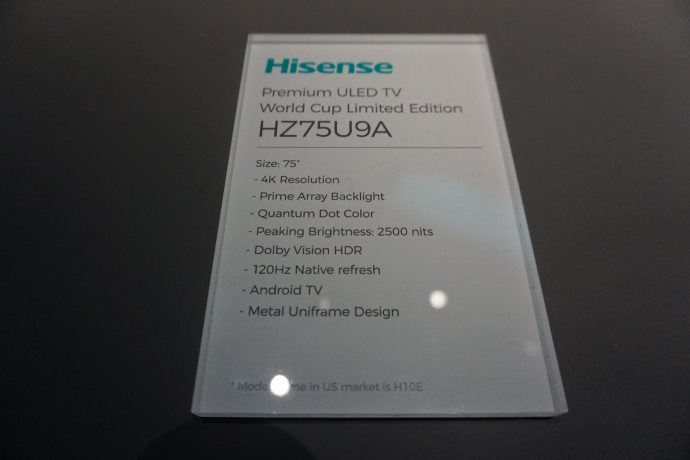 Hisense
Premium ULED TV
World Cup Limited Edition
HZ75U9A
Size: 75"
- 4K Resolution
- Prime Array Backlight
- Quantum Dot Color
- Peaking Brightness: 2500 nits
- Dolby Vision HDR
- 120Hz Native refresh
- Android TV
- Metal Uniframe Design
* in US market is H10E